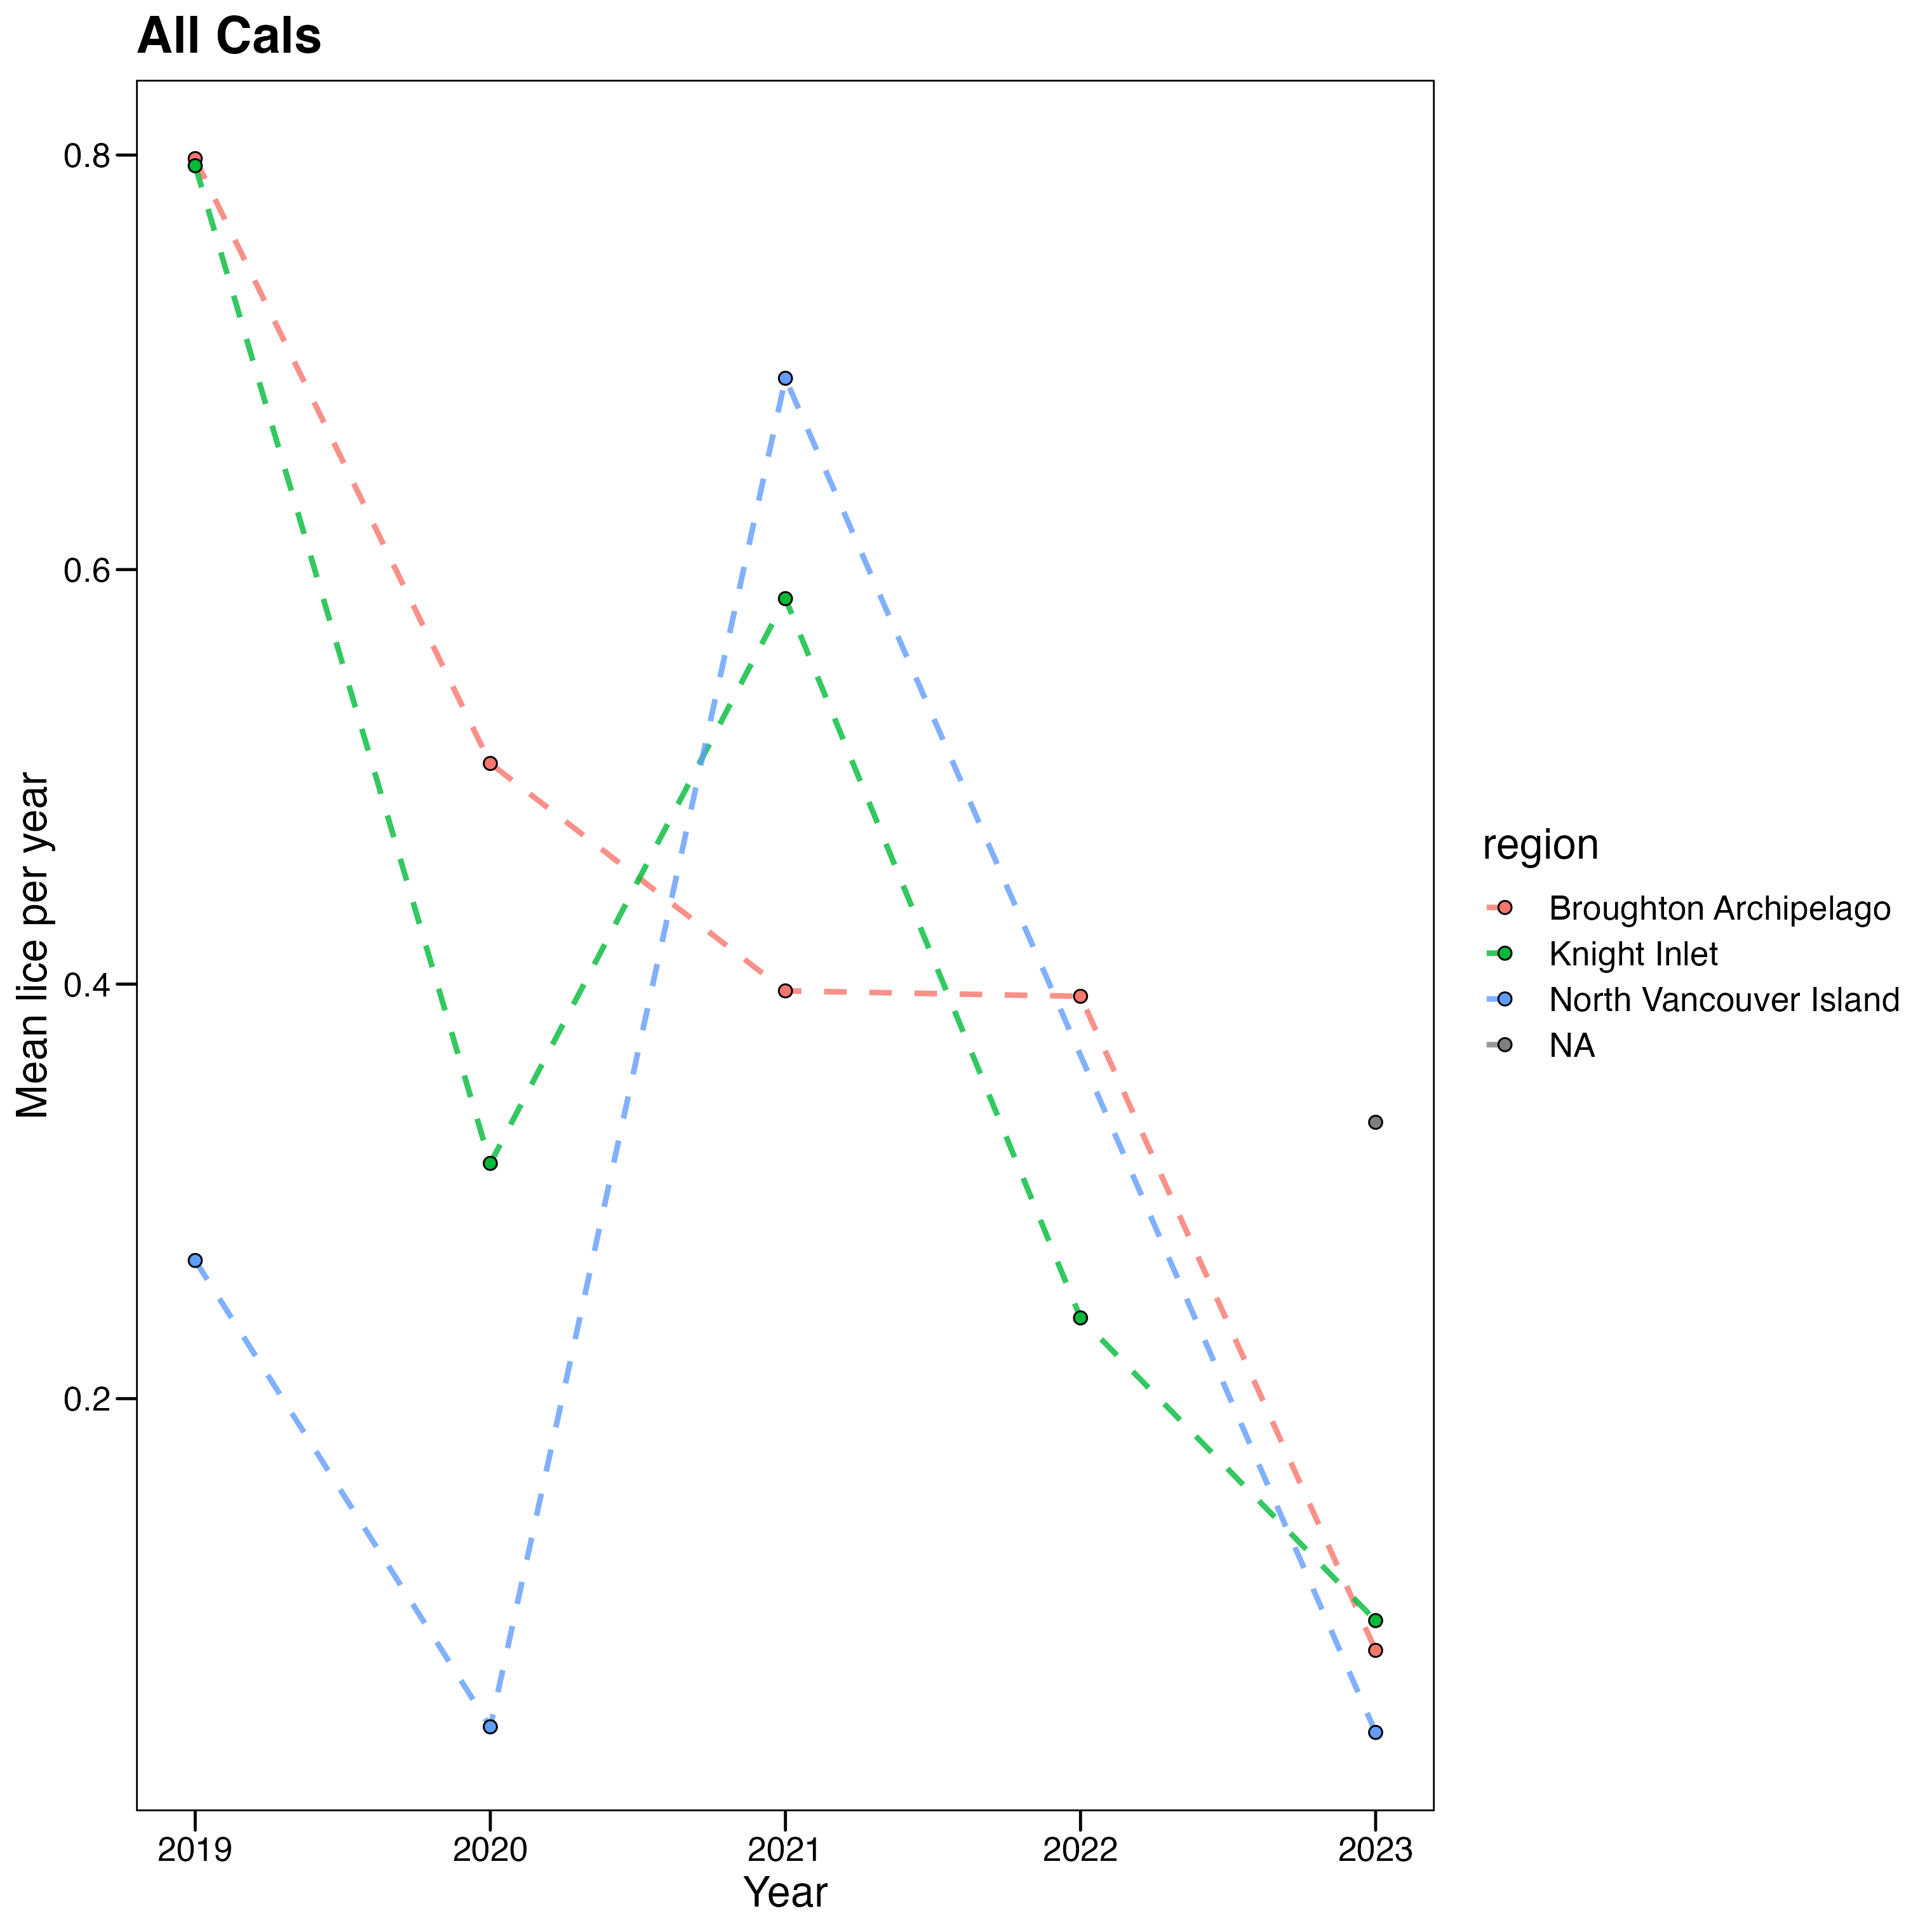 All Cals
Mean lice per year
0.8
0.6
0.4
0.2
2019 2020 2021 2022 2023
Year
region
Broughton Archipelago
Knight Inlet
North Vancouver Island
NA